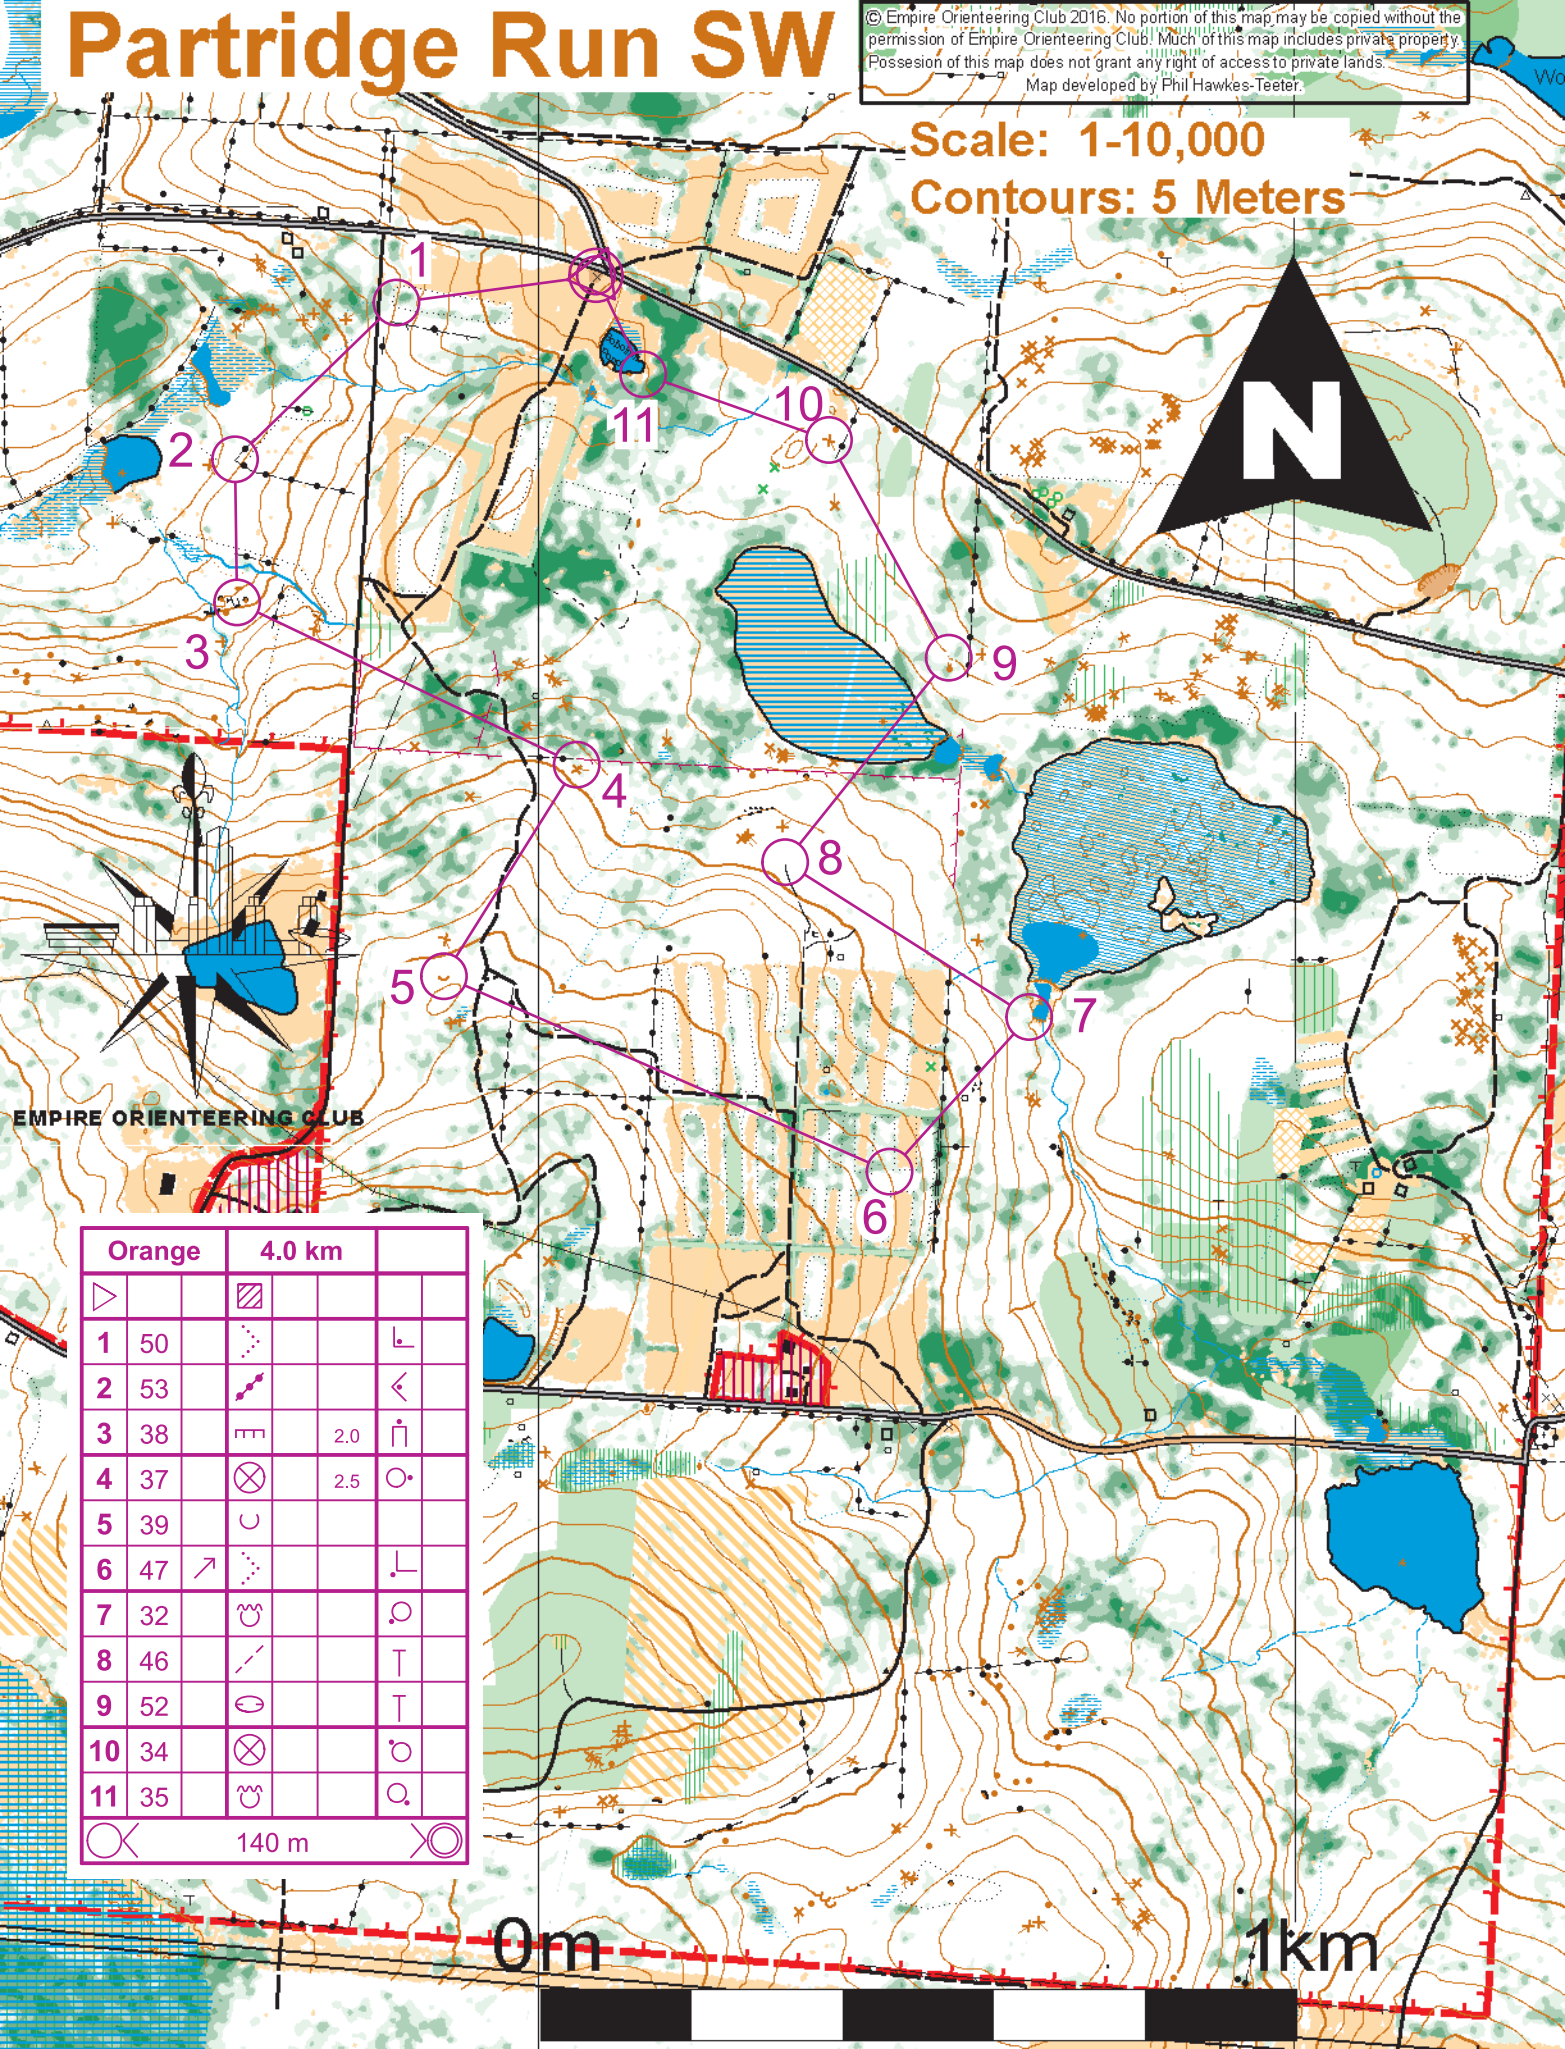 Partridge Run SW
© Empire Orienteering Club 2016. No portion of this map may be copied without the
permission of Empire Orienteering Club. Much of this map includes private property.
Possesion of this map does not grant any right of access to private lands.
Map developed by Phil Hawkes-Teeter.
Wo
Scale: 1-10,000
Contours: 5 Meters
N
1
2
3
4
5
6
7
8
9
10
11
EMPIRE ORIENTEERING CLUB
Orange 4.0 km
1 50
2 53
3 38 2.0
4 37 2.5
5 39
6 47
7 32
8 46
9 52
10 34
11 35
140 m
0m 1km